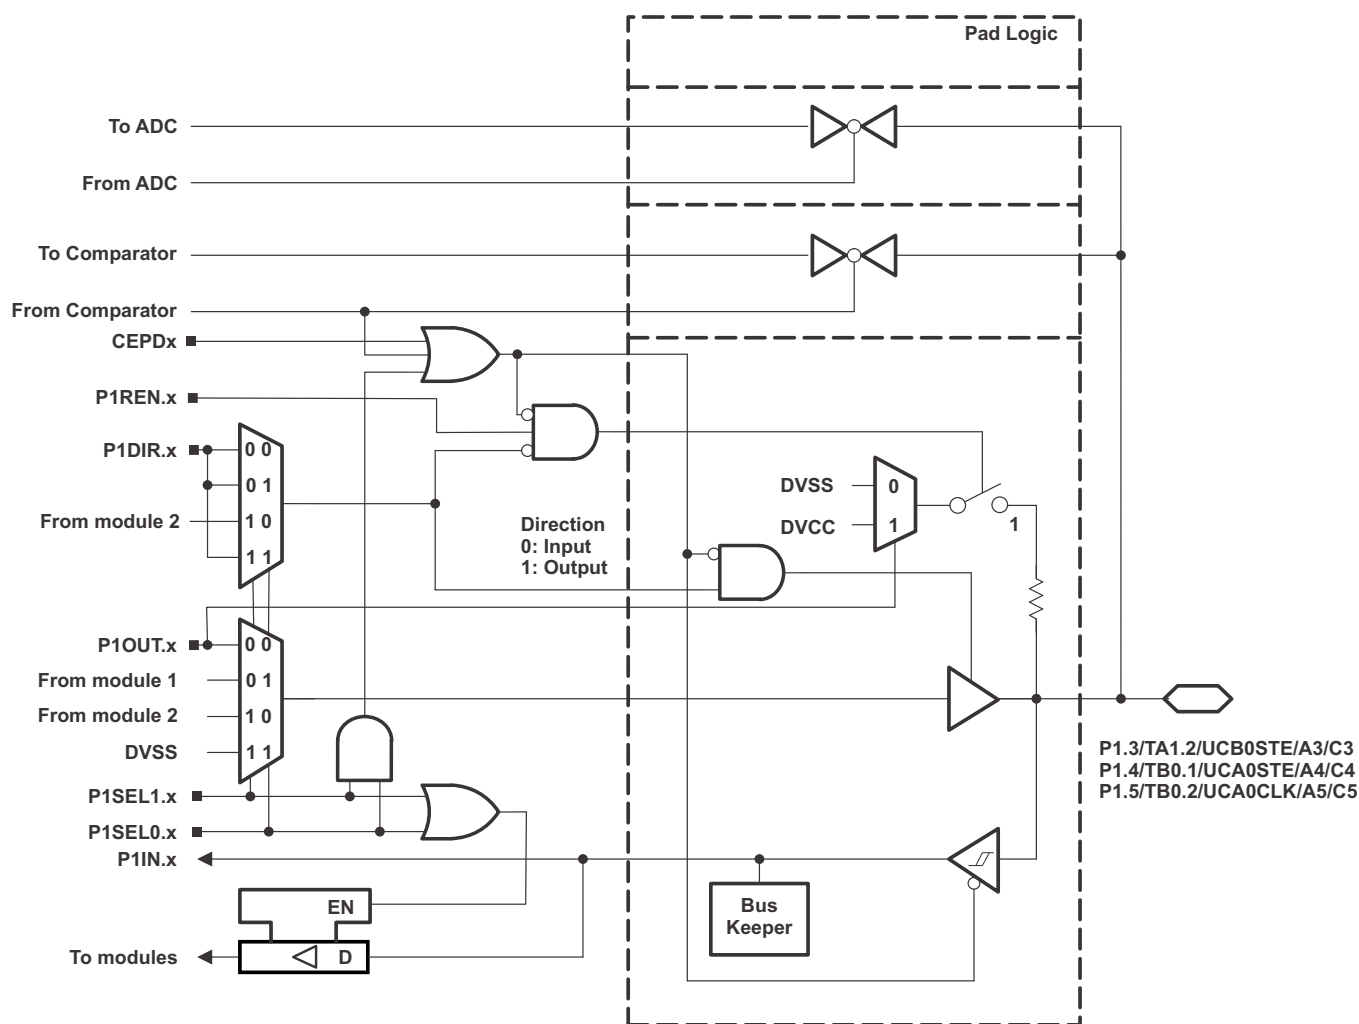 Pad Logic
To ADC
From ADC
To Comparator
From Comparator
CEPDx
P1REN.x
P1DIR.x
0 0
0 1
From module 2
1 0
1 1
Direction
0: Input
1: Output
DVSS
0
DVCC
1
1
P1OUT.x
0 0
From module 1
0 1
From module 2
1 0
DVSS
1 1
P1.3/TA1.2/UCB0STE/A3/C3
P1.4/TB0.1/UCA0STE/A4/C4
P1.5/TB0.2/UCA0CLK/A5/C5
P1SEL1.x
P1SEL0.x
P1IN.x
EN
Bus
Keeper
To modules
D